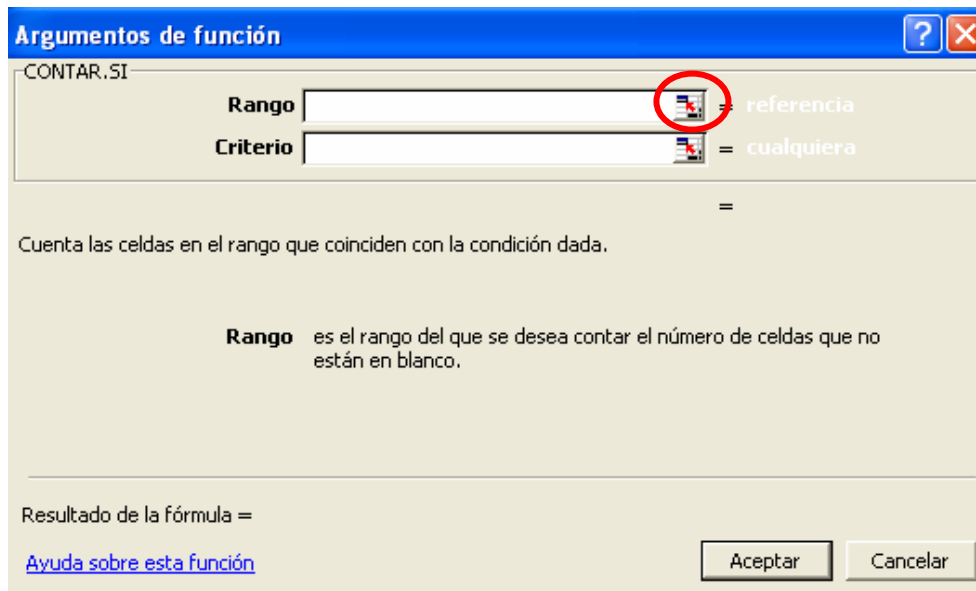 Argumentos de función
CONTAR.SI
Rango = referencia
Criterio = cualquiera
=
Cuenta las celdas en el rango que coinciden con la condición dada.
Rango es el rango del que se desea contar el número de celdas que no
están en blanco.
Resultado de la fórmula =
Ayuda sobre esta función Aceptar Cancelar